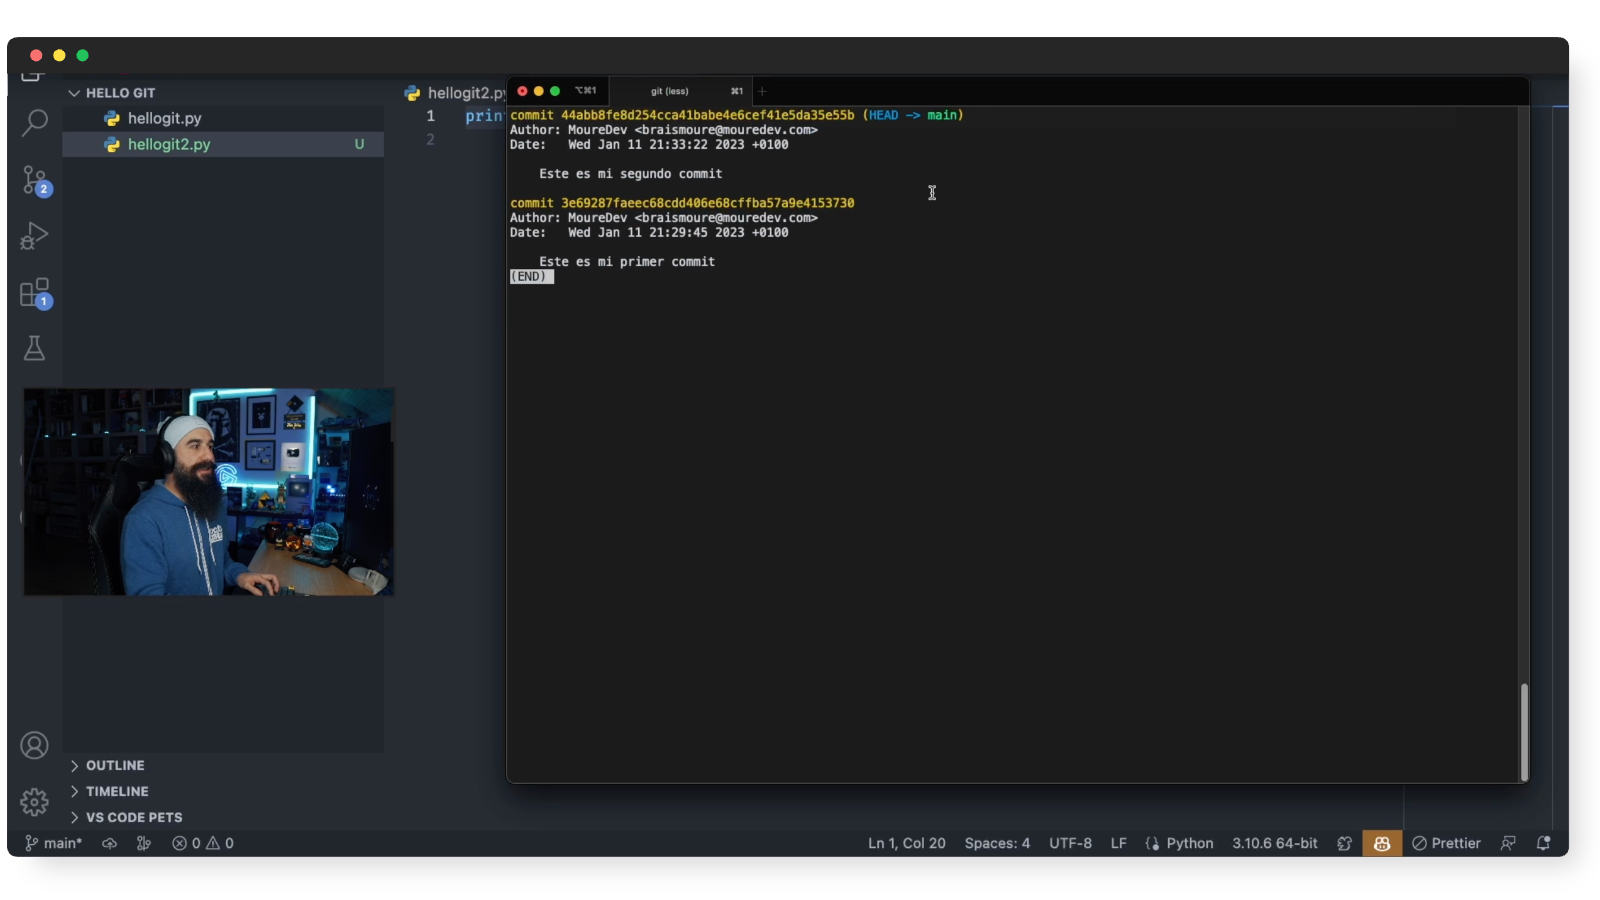 HELLO GIT
hellogit.py
hellogit2.py U
2
1
OUTLINE
TIMELINE
VS CODE PETS
hellogit2.py
1 prin
2
⌥⌘1 git (less) ⌘1 +
commit 44abb8fe8d254cca41babe4e6cef41e5da35e55b (HEAD -> main)
Author: MoureDev <braismoure@mouredev.com>
Date: Wed Jan 11 21:33:22 2023 +0100
Este es mi segundo commit
commit 3e69287faeec68cdd406e68cffba57a9e4153730
Author: MoureDev <braismoure@mouredev.com>
Date: Wed Jan 11 21:29:45 2023 +0100
Este es mi primer commit
(END)
main* 0 0 Ln 1, Col 20 Spaces: 4 UTF-8 LF Python 3.10.6 64-bit Prettier